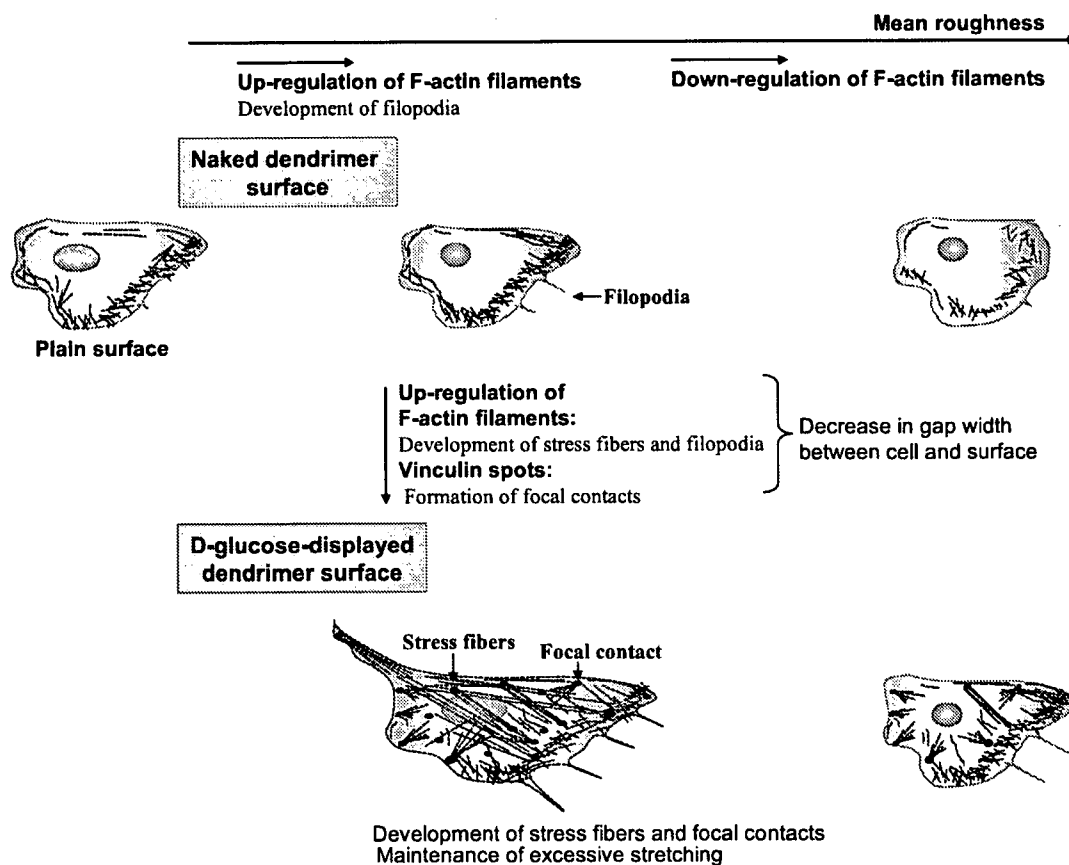 Mean roughness
Up-regulation of F-actin filaments
Development of filopodia
Down-regulation of F-actin filaments
Naked dendrimer
surface
Filopodia
Plain surface
Up-regulation of
F-actin filaments:
Development of stress fibers and filopodia
Vinculin spots:
Formation of focal contacts
Decrease in gap width
between cell and surface
D-glucose-displayed
dendrimer surface
Stress fibers
Focal contact
Development of stress fibers and focal contacts
Maintenance of excessive stretching